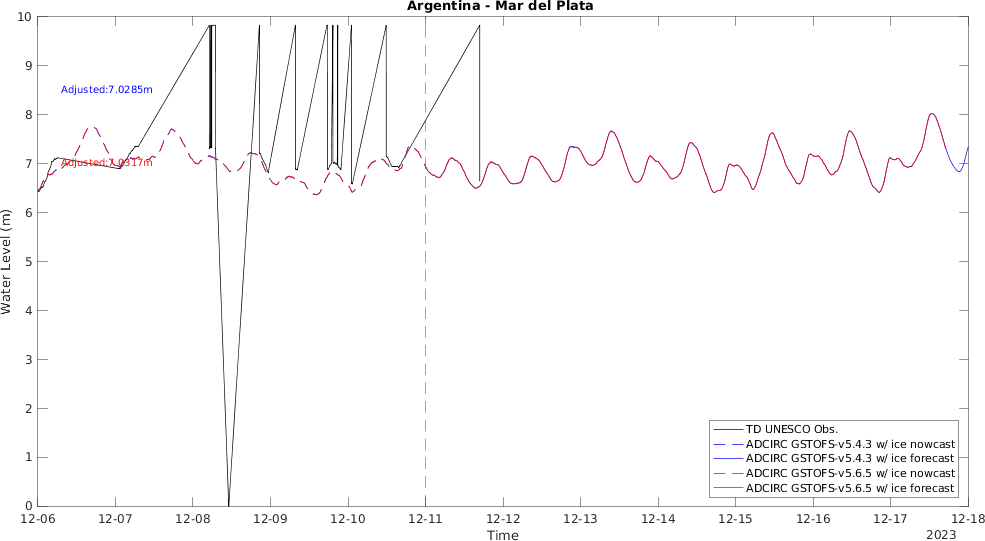 Argentina - Mar del Plata
10
9
8
7
6
5
4
3
2
1
0
Water Level (m)
Adjusted:7.0285m
Adjusted:7.0317m
TD UNESCO Obs.
ADCIRC GSTOFS-v5.4.3 w/ ice nowcast
ADCIRC GSTOFS-v5.4.3 w/ ice forecast
ADCIRC GSTOFS-v5.6.5 w/ ice nowcast
ADCIRC GSTOFS-v5.6.5 w/ ice forecast
12-06 12-07 12-08 12-09 12-10 12-11 12-12 12-13 12-14 12-15 12-16 12-17 12-18
Time
2023